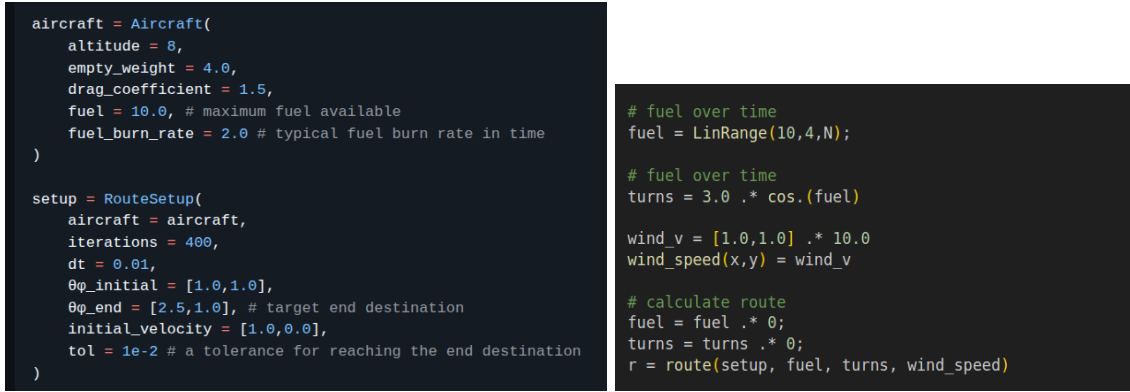 aircraft = Aircraft(
    altitude = 8,
    empty_weight = 4.0,
    drag_coefficient = 1.5,
    fuel = 10.0, # maximum fuel available
    fuel_burn_rate = 2.0 # typical fuel burn rate in time
)

setup = RouteSetup(
    aircraft = aircraft,
    iterations = 400,
    dt = 0.01,
    θφ_initial = [1.0,1.0],
    θφ_end = [2.5,1.0], # target end destination
    initial_velocity = [1.0,0.0],
    tol = 1e-2 # a tolerance for reaching the end destination
)

# fuel over time
fuel = LinRange(10,4,N);

# fuel over time
turns = 3.0 .* cos.(fuel)

wind_v = [1.0,1.0] .* 10.0
wind_speed(x,y) = wind_v

# calculate route
fuel = fuel .* 0;
turns = turns .* 0;
r = route(setup, fuel, turns, wind_speed)